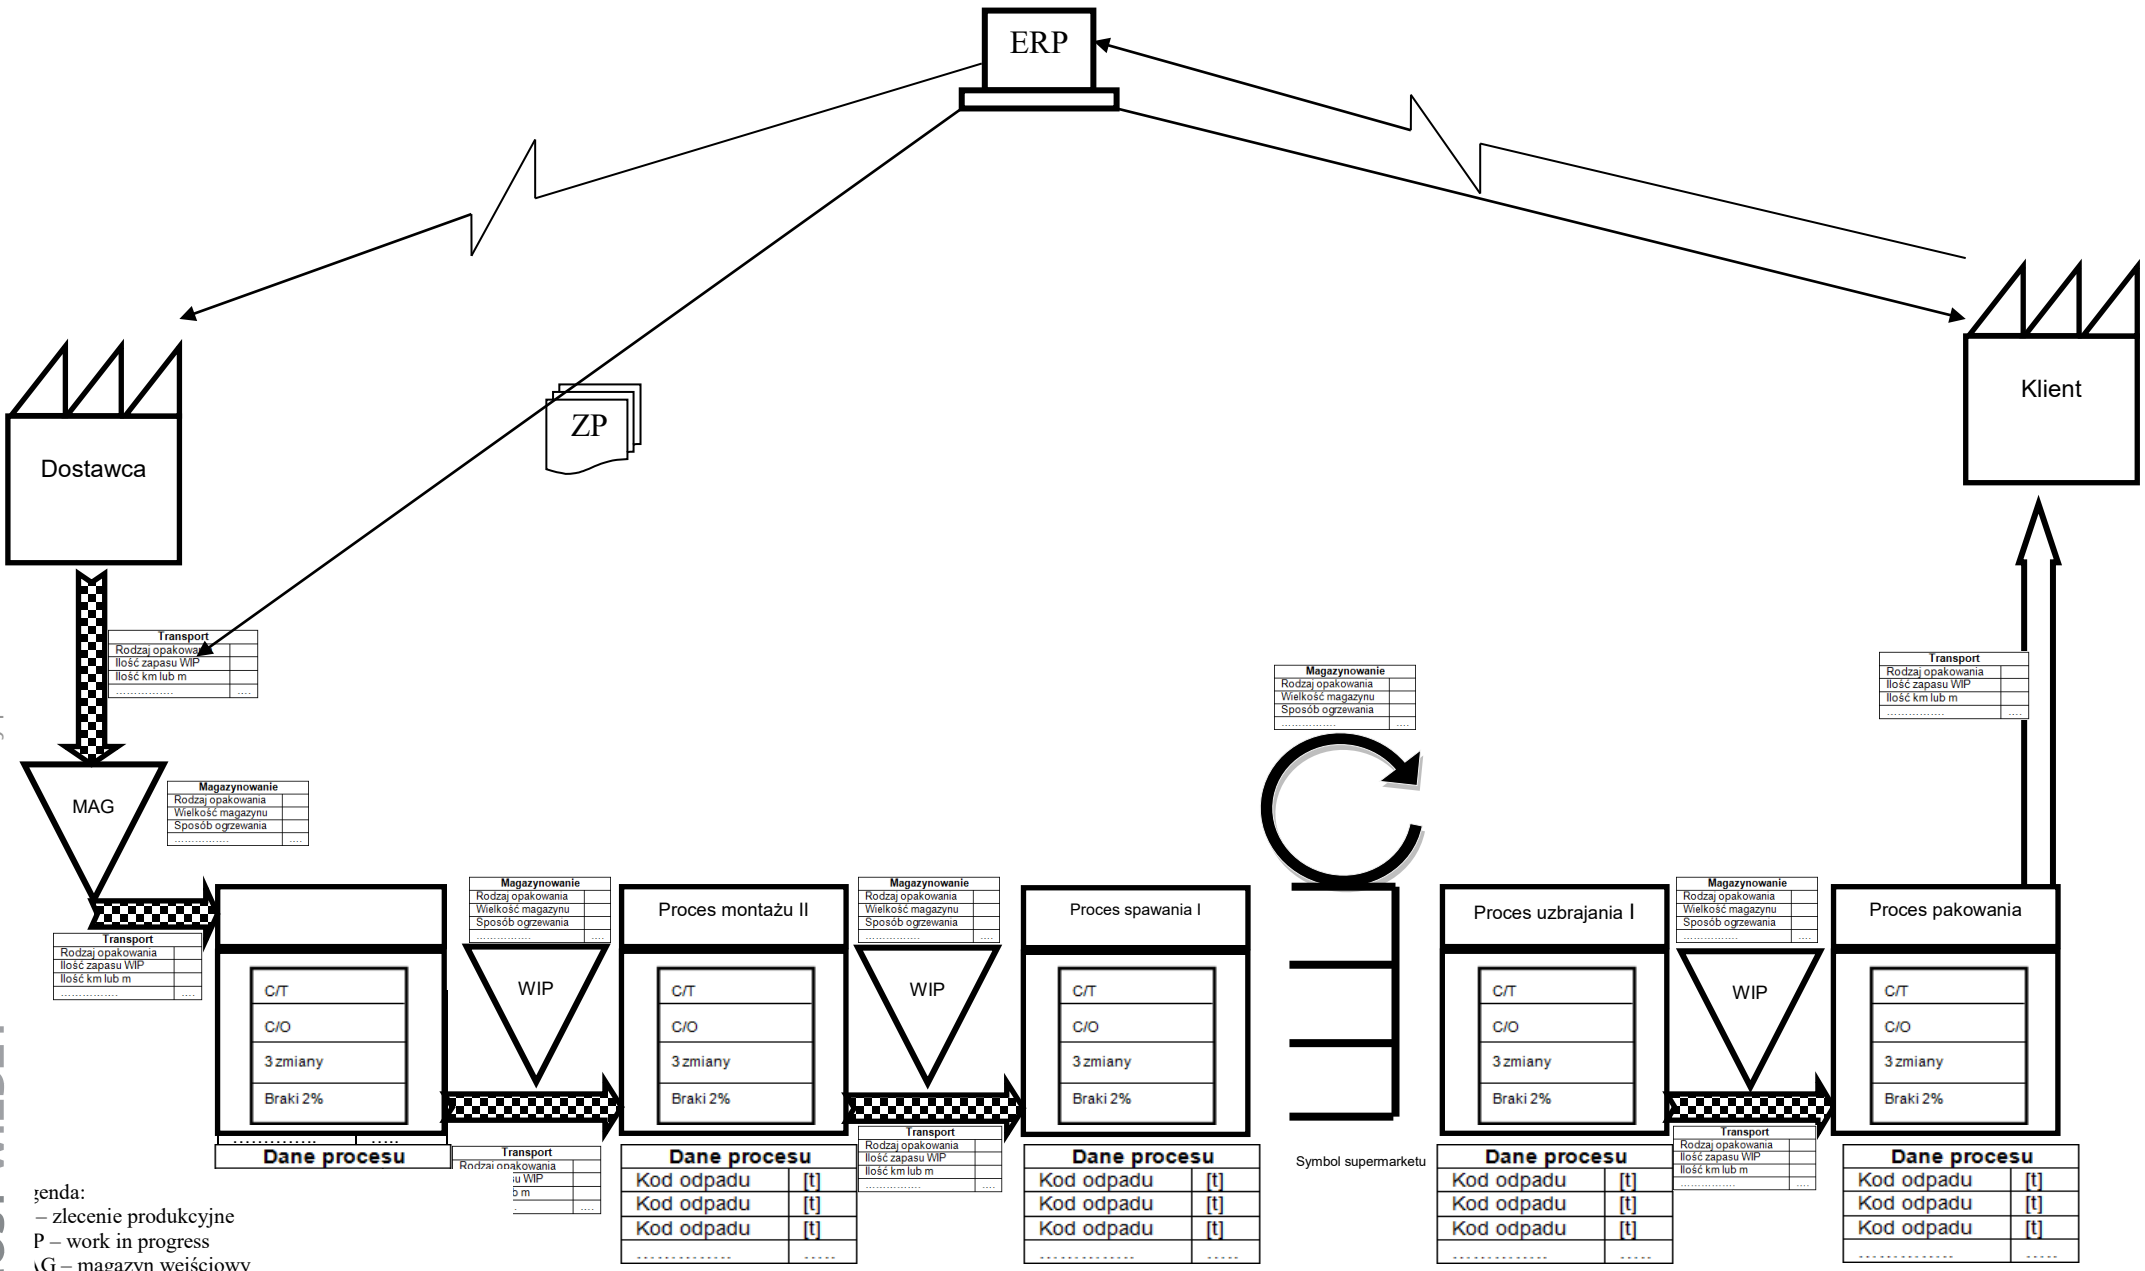 ERP
Klient
Dostawca
ZP
Transport
Rodzaj opakowa
Ilość zapasu WIP
Ilość km lub m
................ ....
Transport
Rodzaj opakowania
Ilość zapasu WIP
Ilość km lub m
................ ....
Magazynowanie
Rodzaj opakowania
Wielkość magazynu
Sposób ogrzewania
................ ....
MAG
Magazynowanie
Rodzaj opakowania
Wielkość magazynu
Sposób ogrzewania
................ ....
Transport
Rodzaj opakowania
Ilość zapasu WIP
Ilość km lub m
................ ....
C/T
C/O
3 zmiany
Braki 2%
.............. .....
Dane procesu
Magazynowanie
Rodzaj opakowania
Wielkość magazynu
Sposób ogrzewania
................ ....
WIP
Transport
Rodzaj opakowania
u WIP
b m
. ....
Proces montażu II
C/T
C/O
3 zmiany
Braki 2%
Dane procesu
Kod odpadu [t]
Kod odpadu [t]
Kod odpadu [t]
.............. .....
Magazynowanie
Rodzaj opakowania
Wielkość magazynu
Sposób ogrzewania
................ ....
WIP
Transport
Rodzaj opakowania
Ilość zapasu WIP
Ilość km lub m
................ ....
Proces spawania I
C/T
C/O
3 zmiany
Braki 2%
Dane procesu
Kod odpadu [t]
Kod odpadu [t]
Kod odpadu [t]
.............. .....
Symbol supermarketu
Proces uzbrajania I
C/T
C/O
3 zmiany
Braki 2%
Dane procesu
Kod odpadu [t]
Kod odpadu [t]
Kod odpadu [t]
.............. .....
Magazynowanie
Rodzaj opakowania
Wielkość magazynu
Sposób ogrzewania
................ ....
WIP
Transport
Rodzaj opakowania
Ilość zapasu WIP
Ilość km lub m
................ ....
Proces pakowania
C/T
C/O
3 zmiany
Braki 2%
Dane procesu
Kod odpadu [t]
Kod odpadu [t]
Kod odpadu [t]
.............. .....
genda:
– zlecenie produkcyjne
P – work in progress
AG – magazyn wejściowy